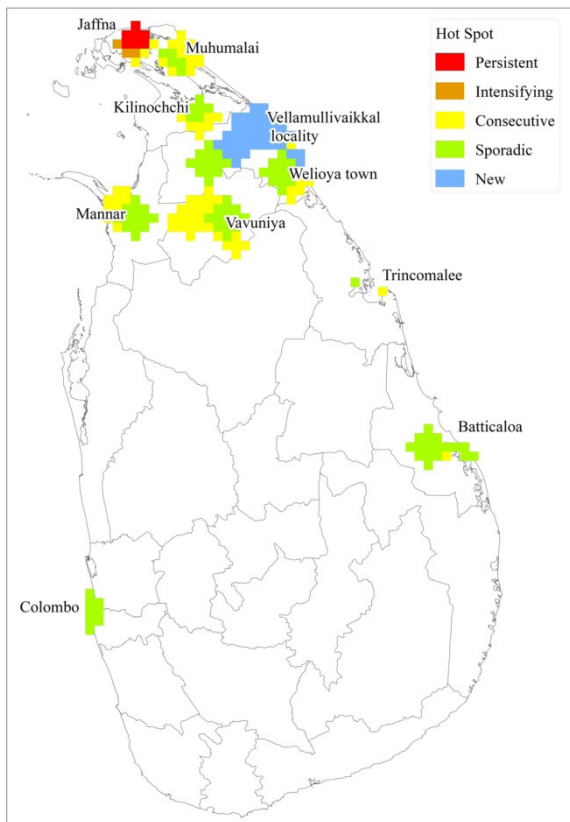 Jaffna
Muhumalai
Kilinochchi
Vellamullivaikkal
locality
Welioya town
Mannar
Vavuniya
Trincomalee
Batticaloa
Colombo
Hot Spot
Persistent
Intensifying
Consecutive
Sporadic
New